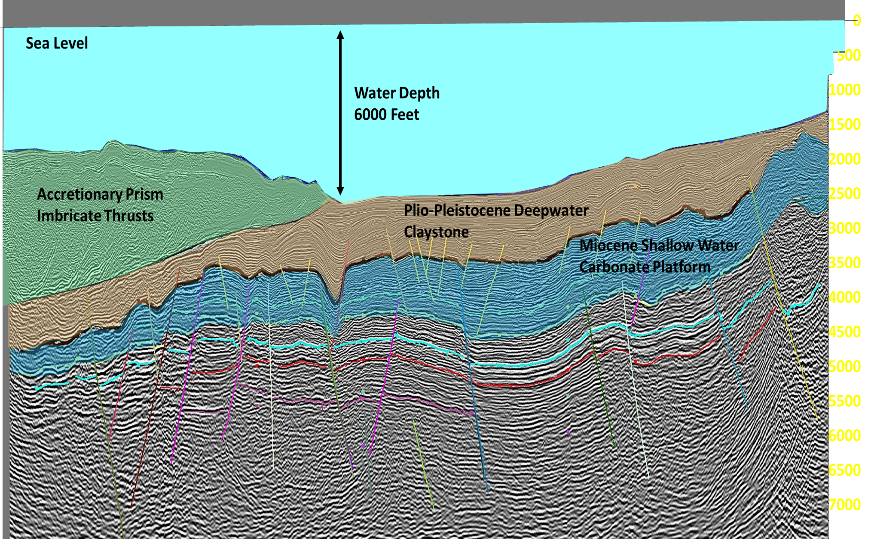 Sea Level
Water Depth
6000 Feet
Accretionary Prism
Imbricate Thrusts
Plio-Pleistocene Deepwater
Claystone
Miocene Shallow Water
Carbonate Platform
0
500
1000
1500
2000
2500
3000
3500
4000
4500
5000
5500
6000
6500
7000